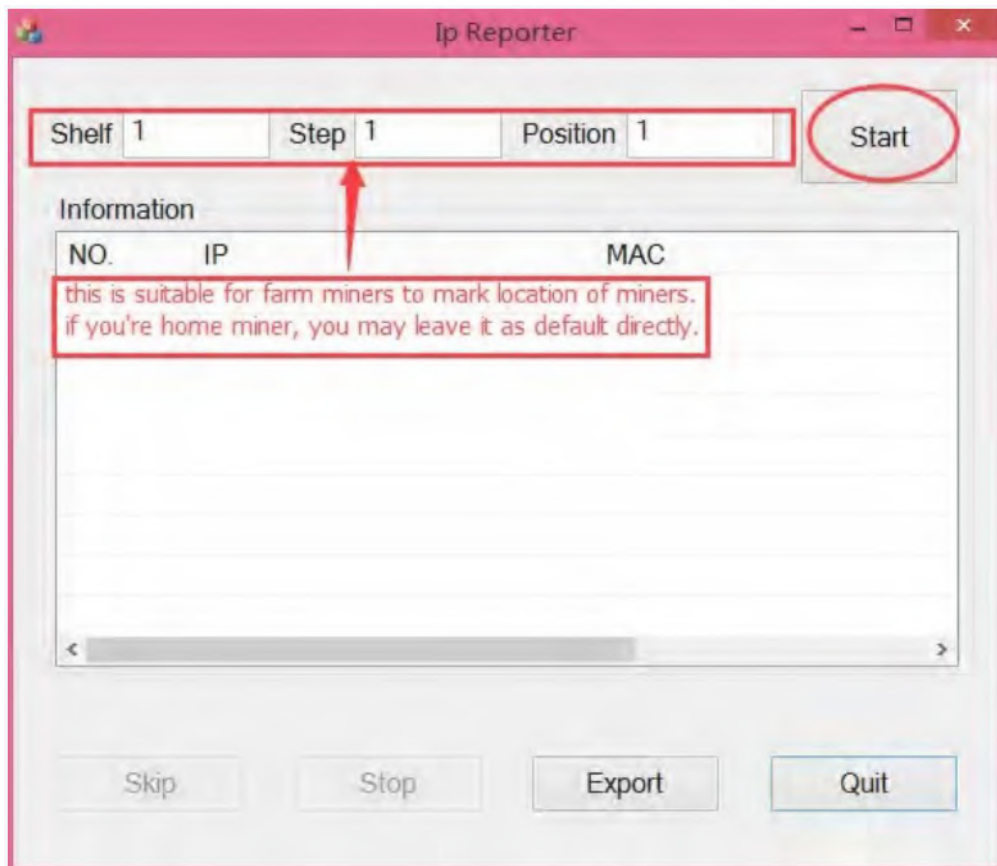 Ip Reporter
Shelf 1 Step 1 Position 1 Start
Information
NO. IP MAC
this is suitable for farm miners to mark location of miners.
if you're home miner, you may leave it as default directly.
Skip Stop Export Quit